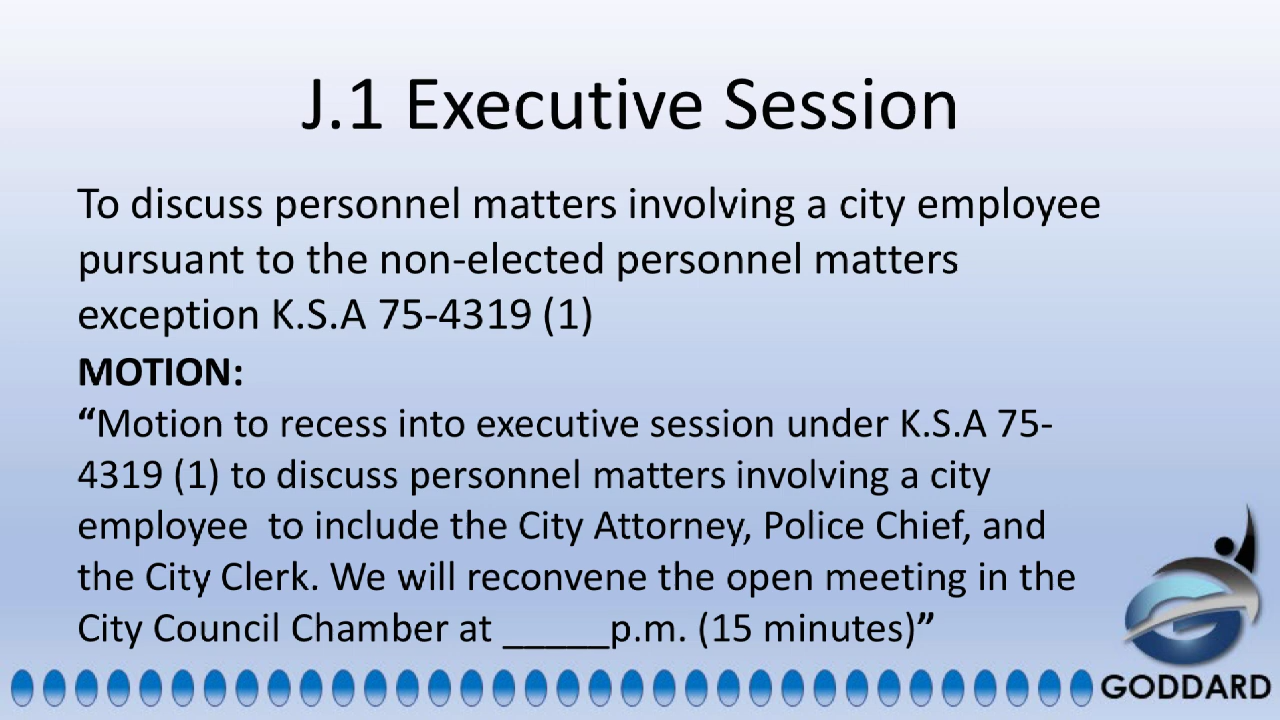 J.1 Executive Session
To discuss personnel matters involving a city employee
pursuant to the non-elected personnel matters
exception K.S.A 75-4319 (1)
MOTION:
“Motion to recess into executive session under K.S.A 75-
4319 (1) to discuss personnel matters involving a city
employee  to include the City Attorney, Police Chief, and
the City Clerk. We will reconvene the open meeting in the
City Council Chamber at _____p.m. (15 minutes)”
GODDARD